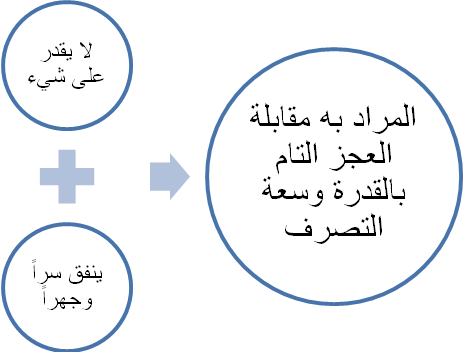 لا يقدر
على شيء
ينفق سراً
وجهراً
المراد به مقابلة
العجز التام
بالقدرة وسعة
التصرف